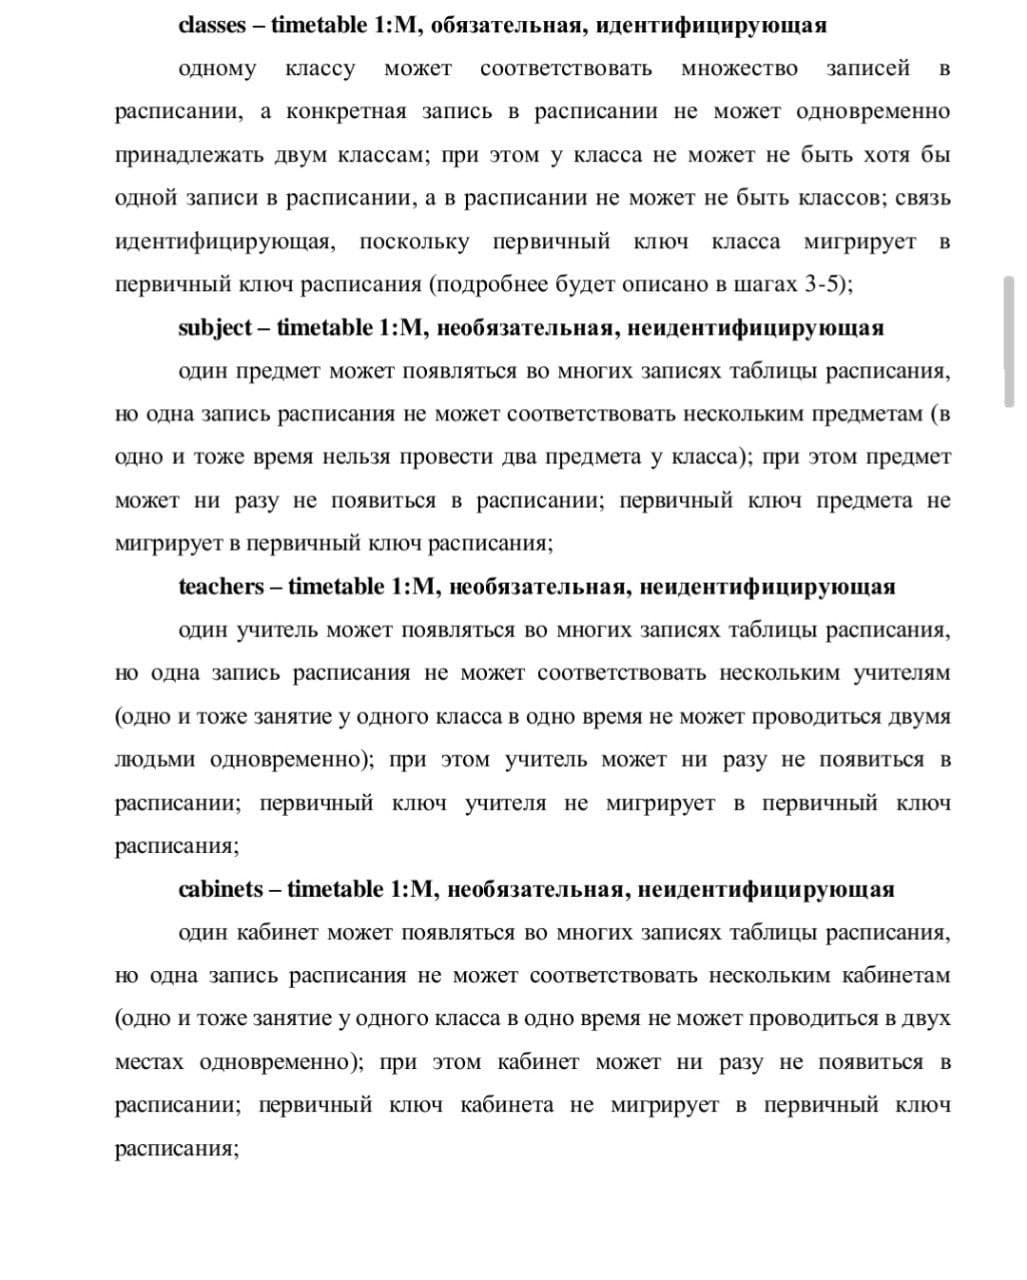 classes – timetable 1:М, обязательная, идентифицирующая
одному классу может соответствовать множество записей в
расписании, а конкретная запись в расписании не может одновременно
принадлежать двум классам; при этом у класса не может не быть хотя бы
одной записи в расписании, а в расписании не может не быть классов; связь
идентифицирующая, поскольку первичный ключ класса мигрирует в
первичный ключ расписания (подробнее будет описано в шагах 3-5);
subject – timetable 1:М, необязательная, неидентифицирующая
один предмет может появляться во многих записях таблицы расписания,
но одна запись расписания не может соответствовать нескольким предметам (в
одно и тоже время нельзя провести два предмета у класса); при этом предмет
может ни разу не появиться в расписании; первичный ключ предмета не
мигрирует в первичный ключ расписания;
teachers – timetable 1:М, необязательная, неидентифицирующая
один учитель может появляться во многих записях таблицы расписания,
но одна запись расписания не может соответствовать нескольким учителям
(одно и тоже занятие у одного класса в одно время не может проводиться двумя
людьми одновременно); при этом учитель может ни разу не появиться в
расписании; первичный ключ учителя не мигрирует в первичный ключ
расписания;
cabinets – timetable 1:М, необязательная, неидентифицирующая
один кабинет может появляться во многих записях таблицы расписания,
но одна запись расписания не может соответствовать нескольким кабинетам
(одно и тоже занятие у одного класса в одно время не может проводиться в двух
местах одновременно); при этом кабинет может ни разу не появиться в
расписании; первичный ключ кабинета не мигрирует в первичный ключ
расписания;